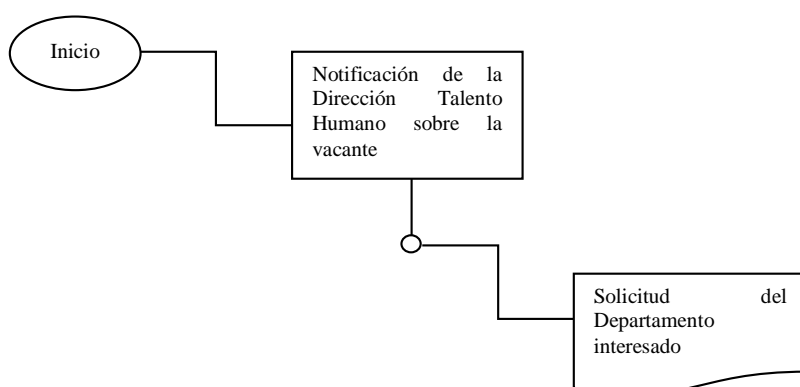 Inicio
Notificación de la
Dirección Talento
Humano sobre la
vacante
Solicitud del
Departamento
interesado